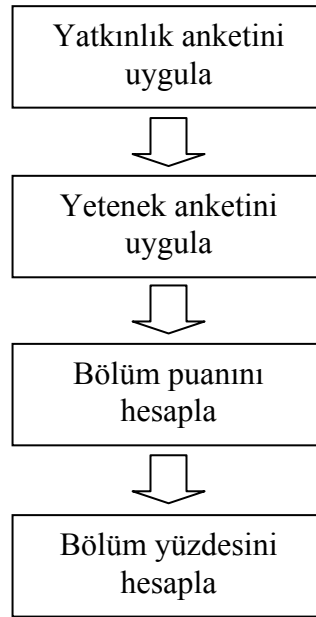 Yatkınlık anketini
uygula
Yetenek anketini
uygula
Bölüm puanını
hesapla
Bölüm yüzdesini
hesapla